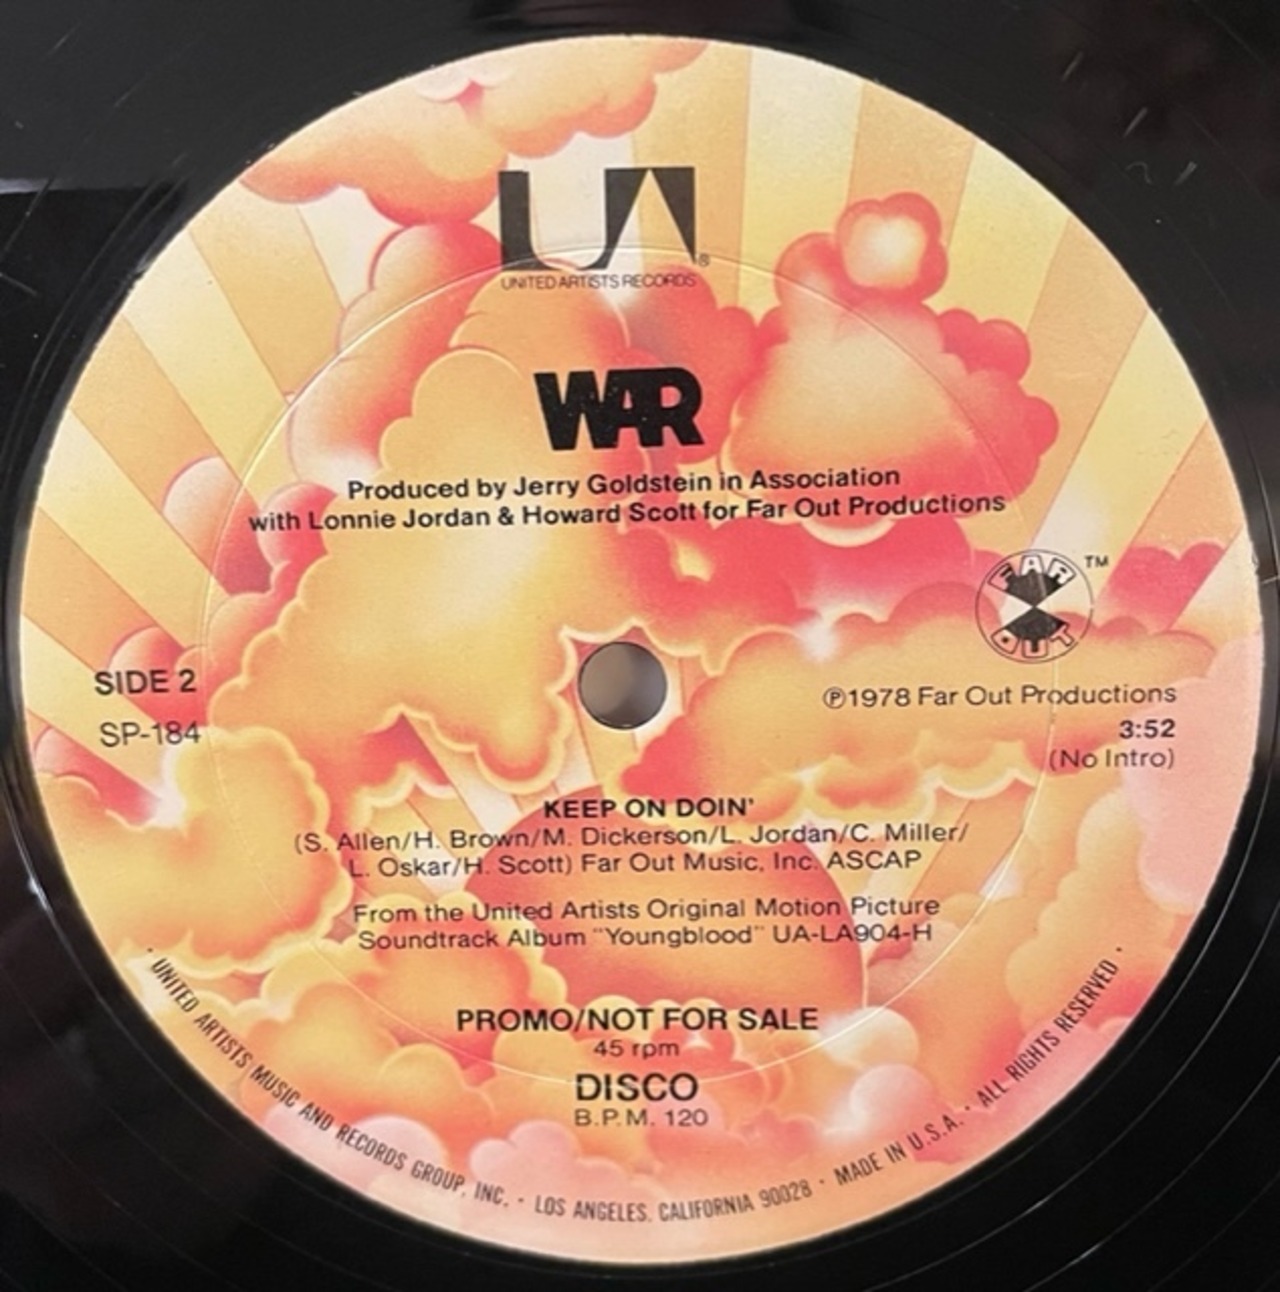 UA®
UNITED ARTISTS RECORDS
WAR
Produced by Jerry Goldstein in Association
with Lonnie Jordan & Howard Scott for Far Out Productions
FAR OUT ™
SIDE 2
SP-184
℗1978 Far Out Productions
3:52
(No Intro)
KEEP ON DOIN'
(S. Allen/H. Brown/M. Dickerson/L. Jordan/C. Miller/
L. Oskar/H. Scott) Far Out Music, Inc. ASCAP
From the United Artists Original Motion Picture
Soundtrack Album "Youngblood" UA-LA904-H
PROMO/NOT FOR SALE
45 rpm
DISCO
B.P.M. 120
· UNITED ARTISTS MUSIC AND RECORDS GROUP, INC. · LOS ANGELES, CALIFORNIA 90028 · MADE IN U.S.A. · ALL RIGHTS RESERVED ·